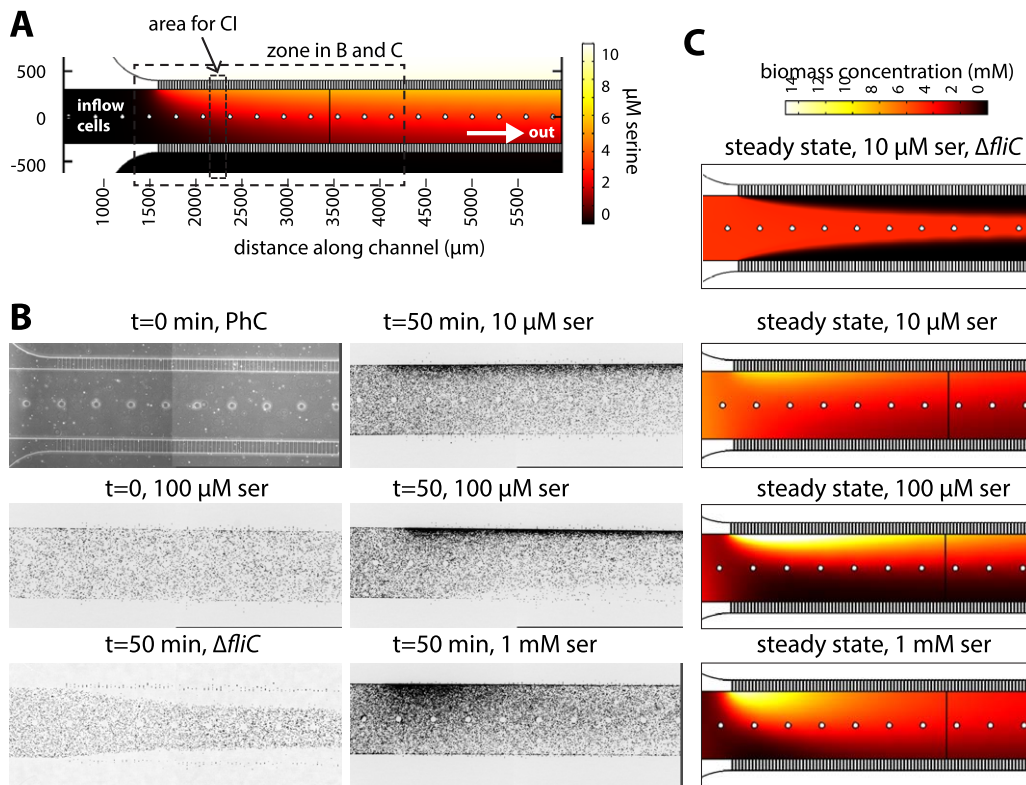 A
area for CI
zone in B and C
500
0
-500
inflow
cells
out
10
8
6
4
2
0
µM serine
1000
1500
2000
2500
3000
3500
4000
4500
5000
5500
distance along channel (µm)
C
biomass concentration (mM)
14
12
10
8
6
4
2
0
steady state, 10 µM ser, ΔfliC
B
t=0 min, PhC
t=50 min, 10 µM ser
steady state, 10 µM ser
t=0, 100 µM ser
t=50, 100 µM ser
steady state, 100 µM ser
t=50 min, ΔfliC
t=50 min, 1 mM ser
steady state, 1 mM ser